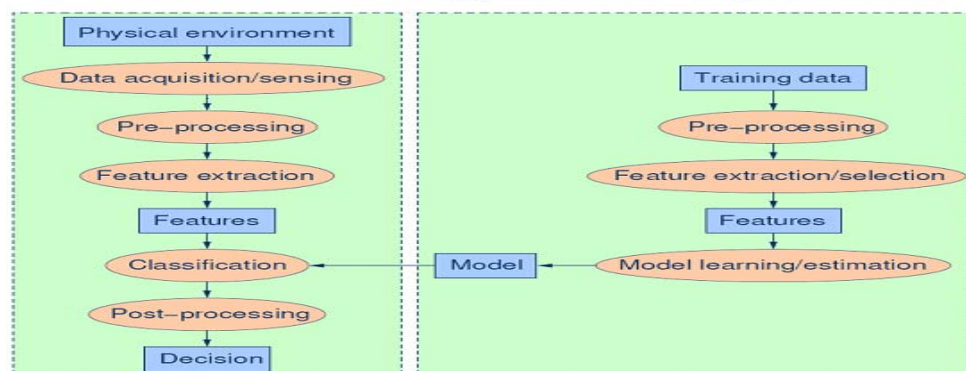 Physical environment
Data acquisition/sensing
Pre-processing
Feature extraction
Features
Classification
Post-processing
Decision
Training data
Pre-processing
Feature extraction/selection
Features
Model learning/estimation
Model